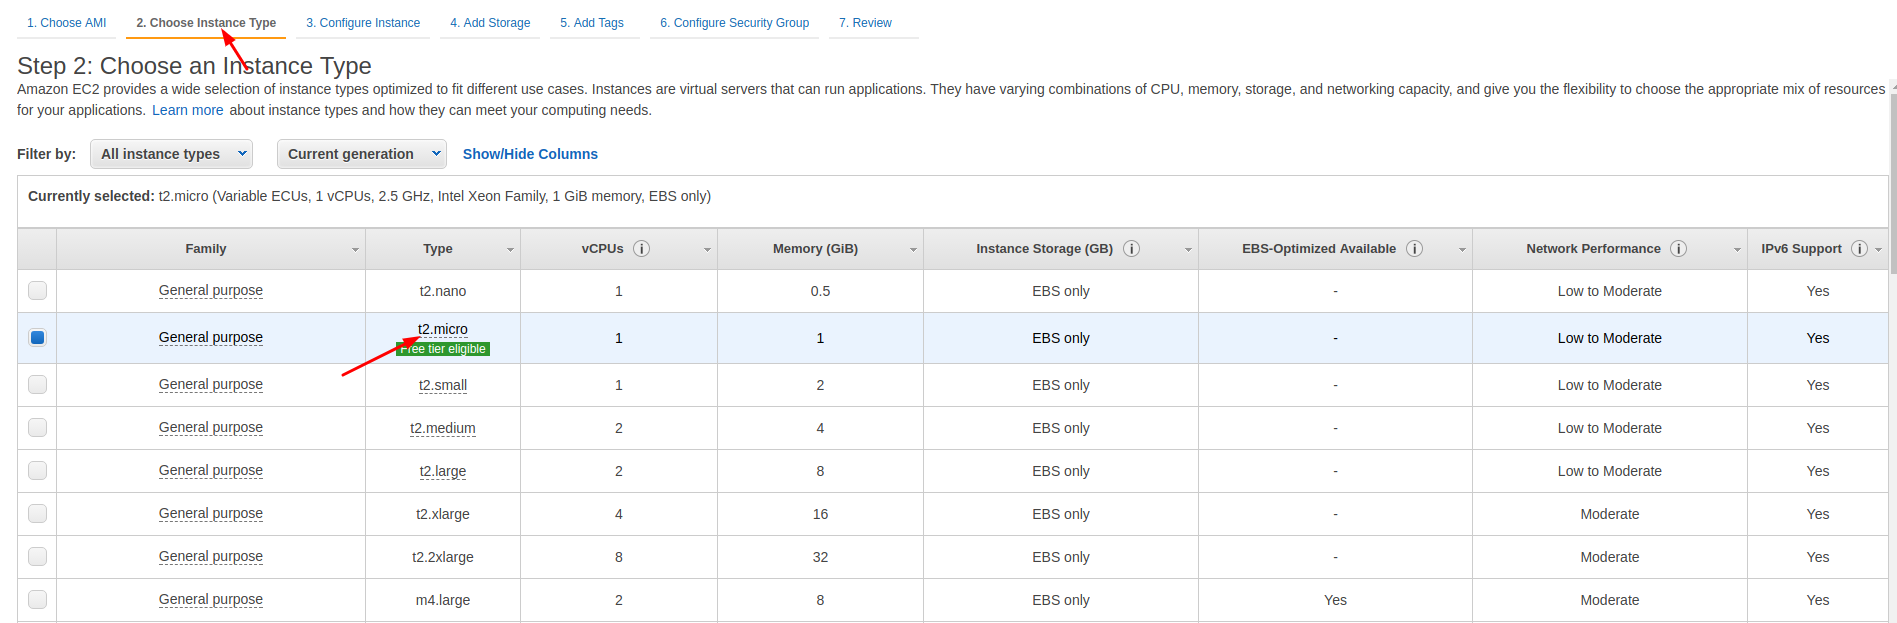 1. Choose AMI 2. Choose Instance Type 3. Configure Instance 4. Add Storage 5. Add Tags 6. Configure Security Group 7. Review
Step 2: Choose an Instance Type
Amazon EC2 provides a wide selection of instance types optimized to fit different use cases. Instances are virtual servers that can run applications. They have varying combinations of CPU, memory, storage, and networking capacity, and give you the flexibility to choose the appropriate mix of resources
for your applications. Learn more about instance types and how they can meet your computing needs.
Filter by: All instance types Current generation Show/Hide Columns
Currently selected: t2.micro (Variable ECUs, 1 vCPUs, 2.5 GHz, Intel Xeon Family, 1 GiB memory, EBS only)
Family Type vCPUs i Memory (GiB) Instance Storage (GB) i EBS-Optimized Available i Network Performance i IPv6 Support i
General purpose t2.nano 1 0.5 EBS only - Low to Moderate Yes
General purpose t2.micro 1 1 EBS only - Low to Moderate Yes
Free tier eligible
General purpose t2.small 1 2 EBS only - Low to Moderate Yes
General purpose t2.medium 2 4 EBS only - Low to Moderate Yes
General purpose t2.large 2 8 EBS only - Low to Moderate Yes
General purpose t2.xlarge 4 16 EBS only - Moderate Yes
General purpose t2.2xlarge 8 32 EBS only - Moderate Yes
General purpose m4.large 2 8 EBS only Yes Moderate Yes